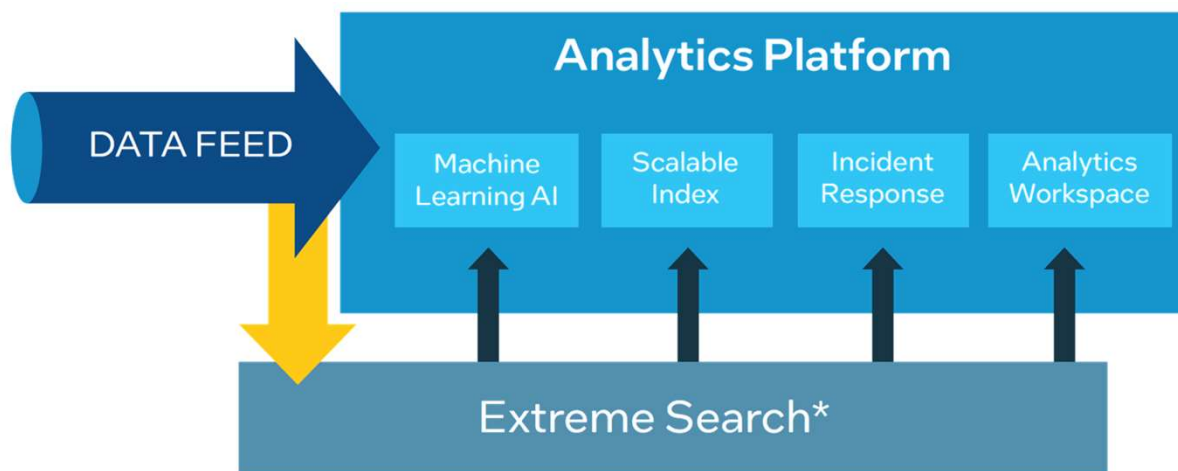 Analytics Platform
DATA FEED
Machine
Learning AI
Scalable
Index
Incident
Response
Analytics
Workspace
Extreme Search*